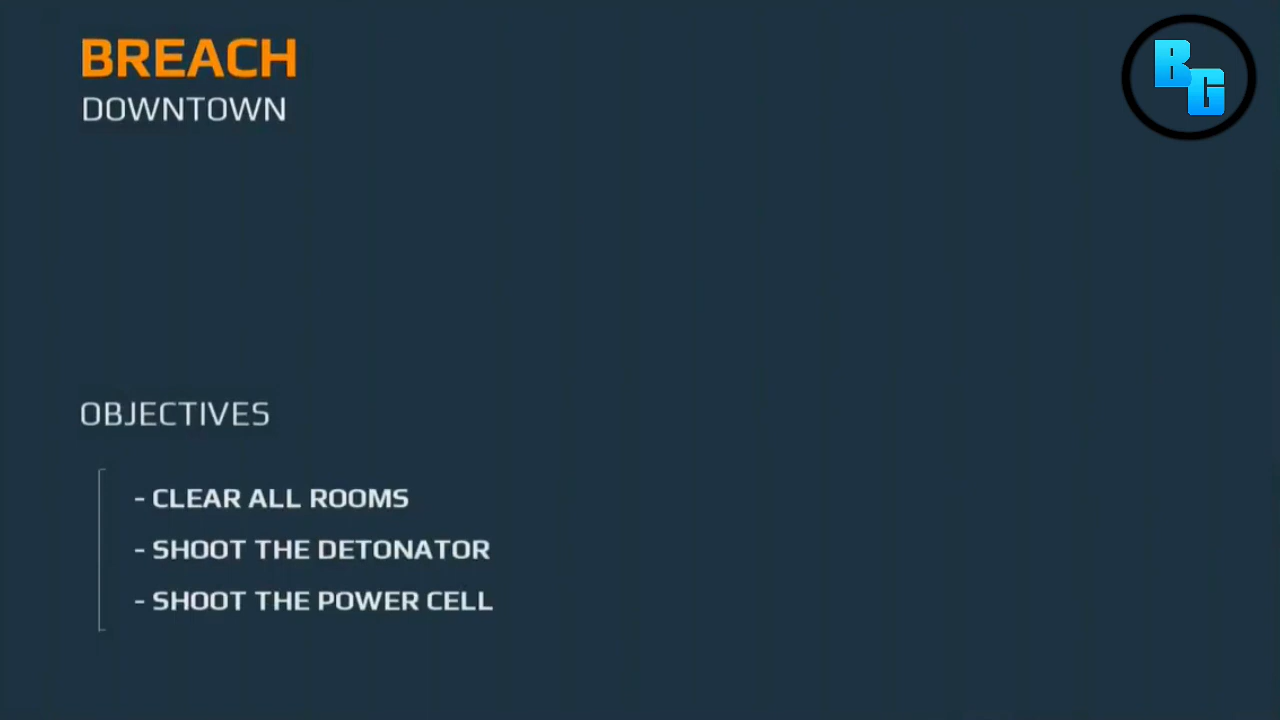 BREACH
DOWNTOWN
BG
OBJECTIVES
- CLEAR ALL ROOMS
- SHOOT THE DETONATOR
- SHOOT THE POWER CELL